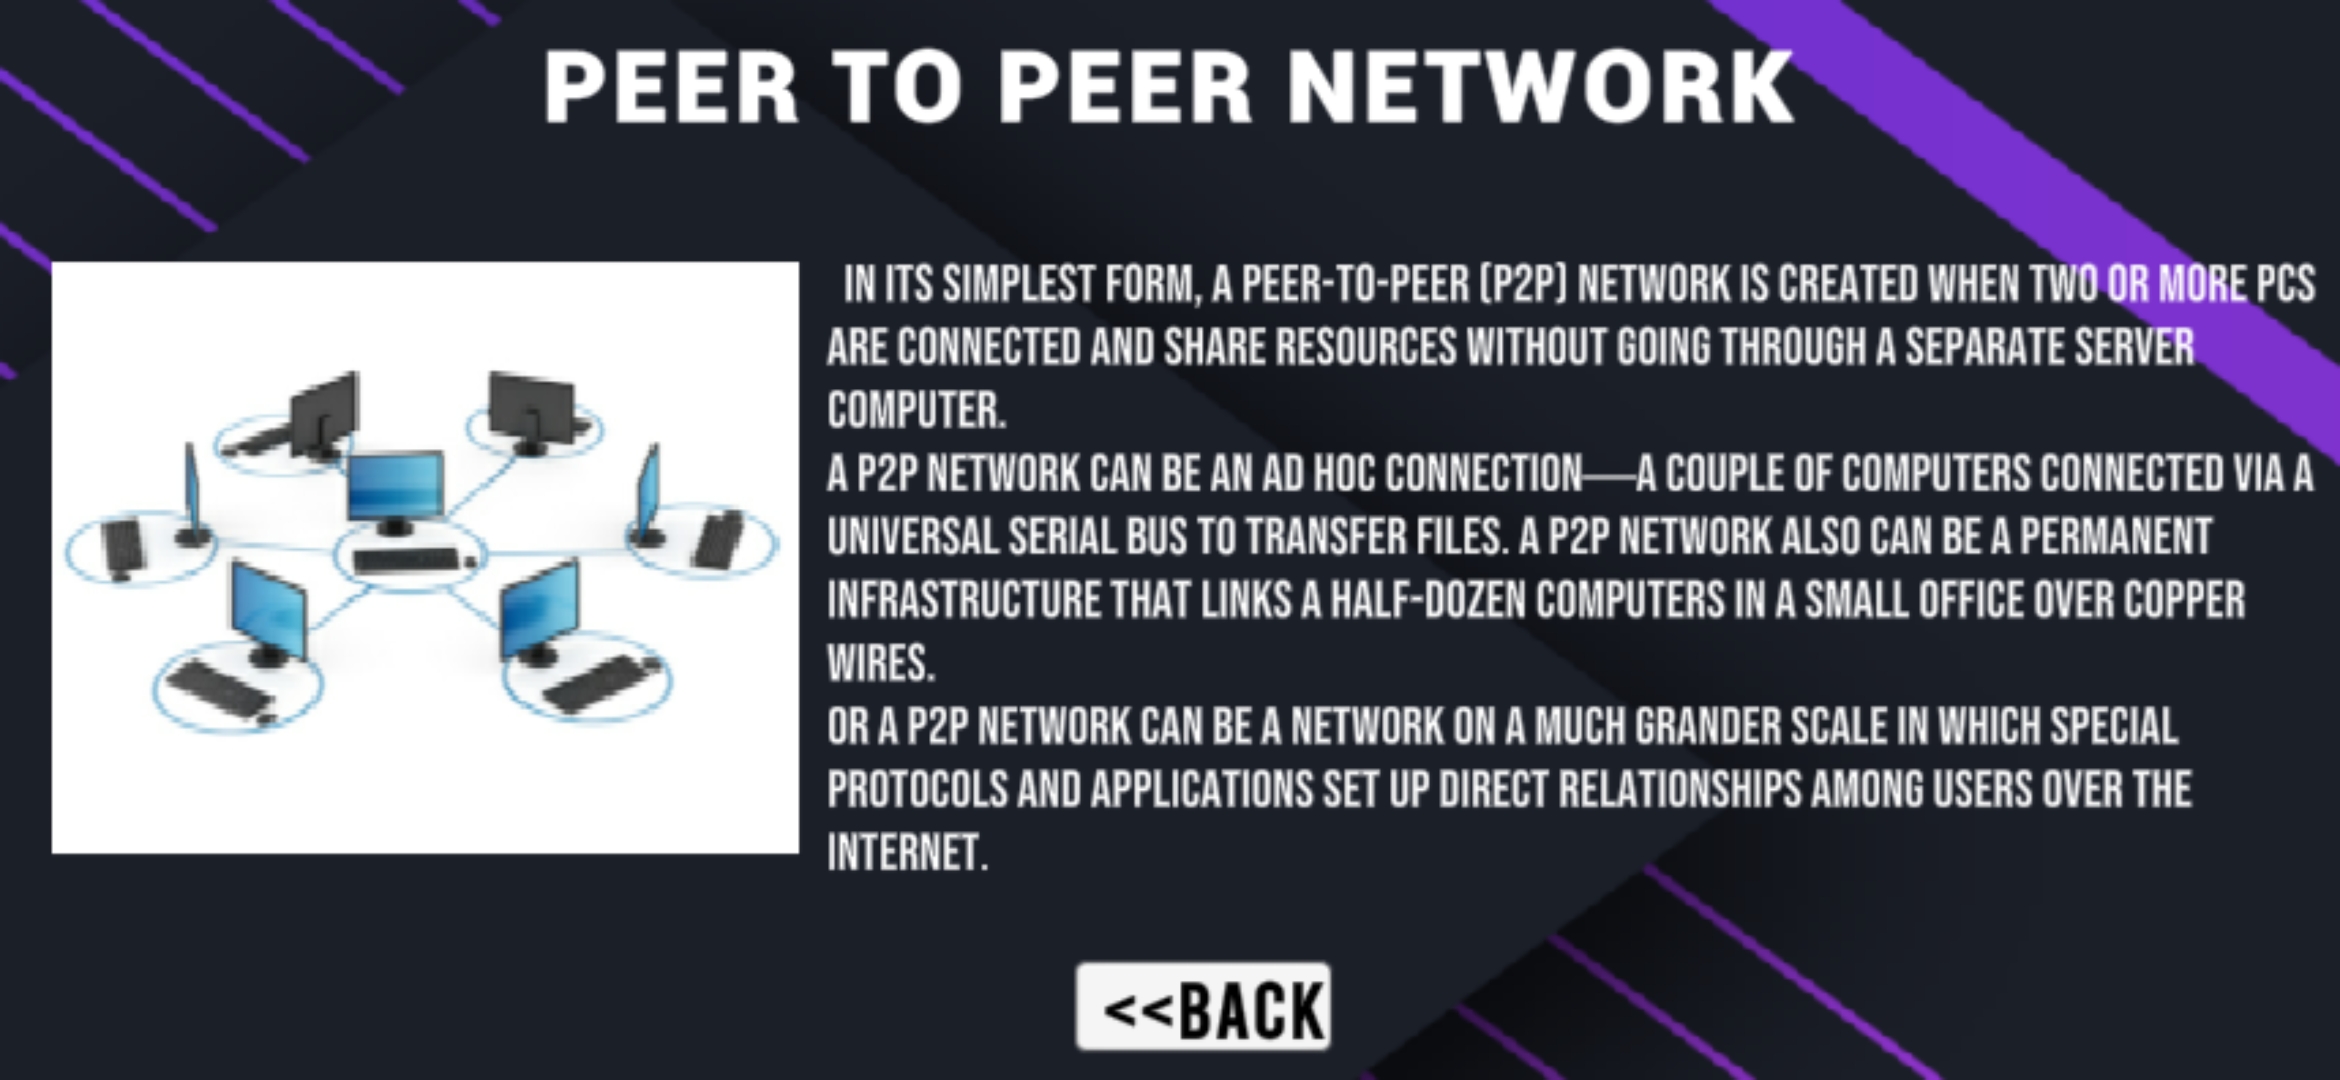 PEER TO PEER NETWORK
IN ITS SIMPLEST FORM, A PEER-TO-PEER (P2P) NETWORK IS CREATED WHEN TWO OR MORE PCS
ARE CONNECTED AND SHARE RESOURCES WITHOUT GOING THROUGH A SEPARATE SERVER
COMPUTER.
A P2P NETWORK CAN BE AN AD HOC CONNECTION—A COUPLE OF COMPUTERS CONNECTED VIA A
UNIVERSAL SERIAL BUS TO TRANSFER FILES. A P2P NETWORK ALSO CAN BE A PERMANENT
INFRASTRUCTURE THAT LINKS A HALF-DOZEN COMPUTERS IN A SMALL OFFICE OVER COPPER
WIRES.
OR A P2P NETWORK CAN BE A NETWORK ON A MUCH GRANDER SCALE IN WHICH SPECIAL
PROTOCOLS AND APPLICATIONS SET UP DIRECT RELATIONSHIPS AMONG USERS OVER THE
INTERNET.
<<BACK